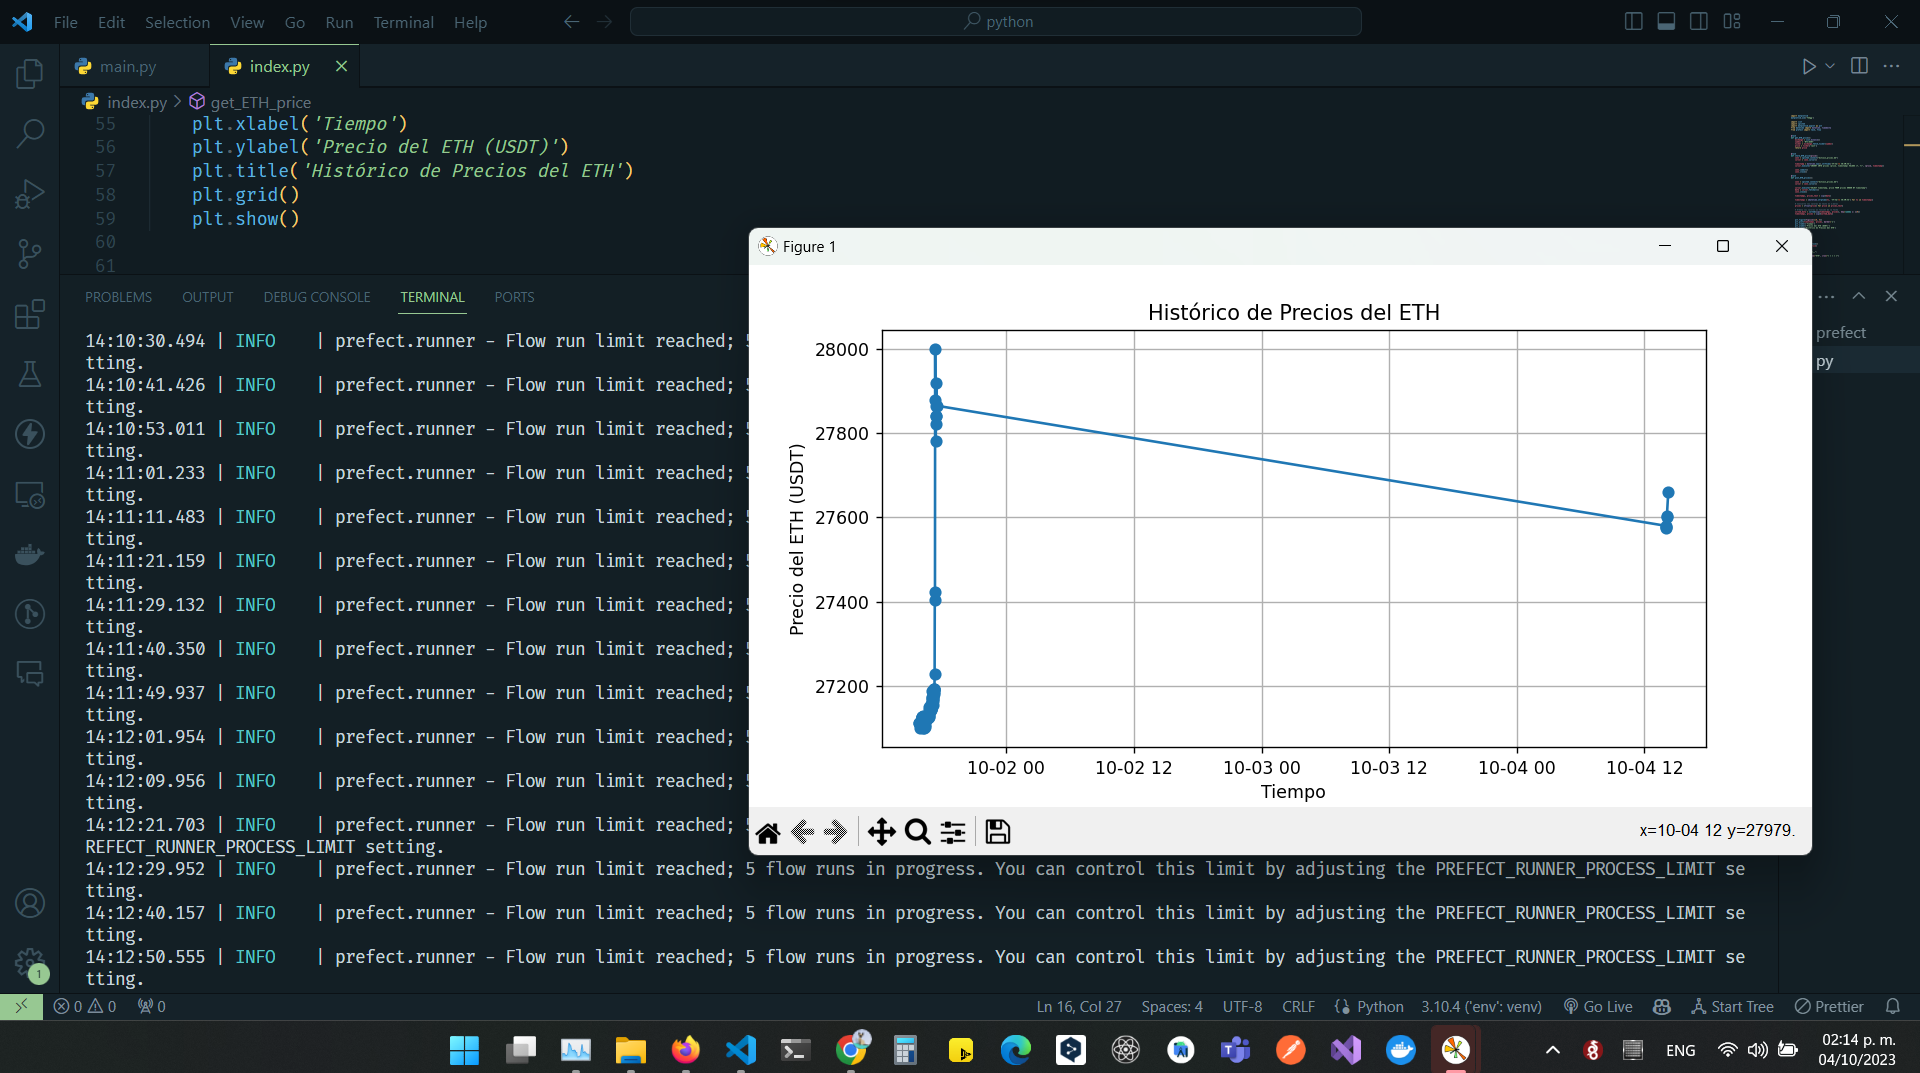 File Edit Selection View Go Run Terminal Help python
main.py index.py
index.py get_ETH_price
55 plt.xlabel('Tiempo')
56 plt.ylabel('Precio del ETH (USDT)')
57 plt.title('Histórico de Precios del ETH')
58 plt.grid()
59 plt.show()
60
61
PROBLEMS OUTPUT DEBUG CONSOLE TERMINAL PORTS
prefect
py
14:10:30.494 | INFO | prefect.runner - Flow run limit reached; 5
tting.
14:10:41.426 | INFO | prefect.runner - Flow run limit reached; 5
tting.
14:10:53.011 | INFO | prefect.runner - Flow run limit reached; 5
tting.
14:11:01.233 | INFO | prefect.runner - Flow run limit reached; 5
tting.
14:11:11.483 | INFO | prefect.runner - Flow run limit reached; 5
tting.
14:11:21.159 | INFO | prefect.runner - Flow run limit reached; 5
tting.
14:11:29.132 | INFO | prefect.runner - Flow run limit reached; 5
tting.
14:11:40.350 | INFO | prefect.runner - Flow run limit reached; 5
tting.
14:11:49.937 | INFO | prefect.runner - Flow run limit reached; 5
tting.
14:12:01.954 | INFO | prefect.runner - Flow run limit reached; 5
tting.
14:12:09.956 | INFO | prefect.runner - Flow run limit reached; 5
tting.
14:12:21.703 | INFO | prefect.runner - Flow run limit reached; 5
REFECT_RUNNER_PROCESS_LIMIT setting.
14:12:29.952 | INFO | prefect.runner - Flow run limit reached; 5 flow runs in progress. You can control this limit by adjusting the PREFECT_RUNNER_PROCESS_LIMIT se
tting.
14:12:40.157 | INFO | prefect.runner - Flow run limit reached; 5 flow runs in progress. You can control this limit by adjusting the PREFECT_RUNNER_PROCESS_LIMIT se
tting.
14:12:50.555 | INFO | prefect.runner - Flow run limit reached; 5 flow runs in progress. You can control this limit by adjusting the PREFECT_RUNNER_PROCESS_LIMIT se
tting.
Figure 1
Histórico de Precios del ETH
28000
27800
27600
27400
27200
Precio del ETH (USDT)
10-02 00 10-02 12 10-03 00 10-03 12 10-04 00 10-04 12
Tiempo
x=10-04 12 y=27979.
1
0 0 0 Ln 16, Col 27 Spaces: 4 UTF-8 CRLF Python 3.10.4 ('env': venv) Go Live Start Tree Prettier
ENG
02:14 p. m.
04/10/2023